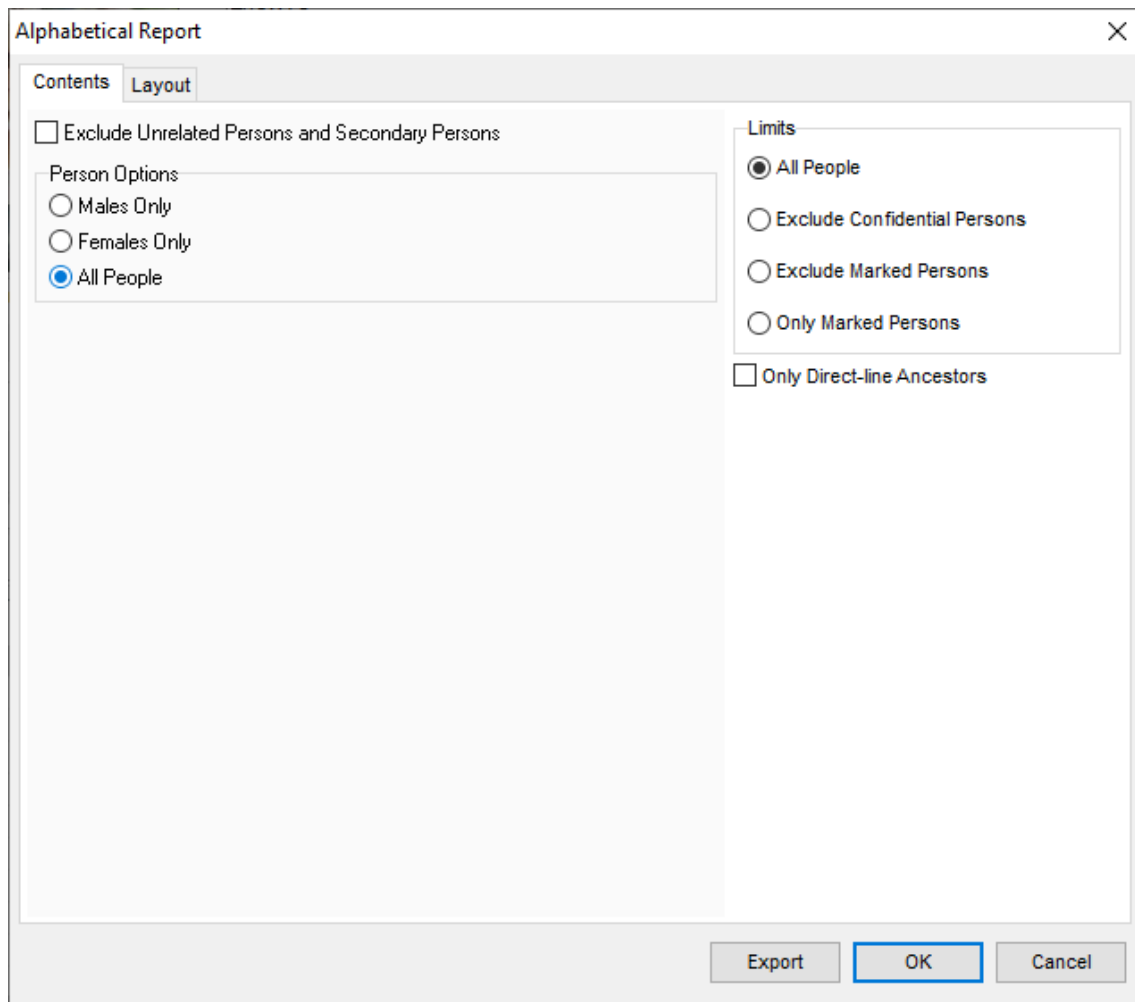 Alphabetical Report
Contents
Layout
Exclude Unrelated Persons and Secondary Persons
Person Options
Males Only
Females Only
All People
Limits
All People
Exclude Confidential Persons
Exclude Marked Persons
Only Marked Persons
Only Direct-line Ancestors
Export
OK
Cancel